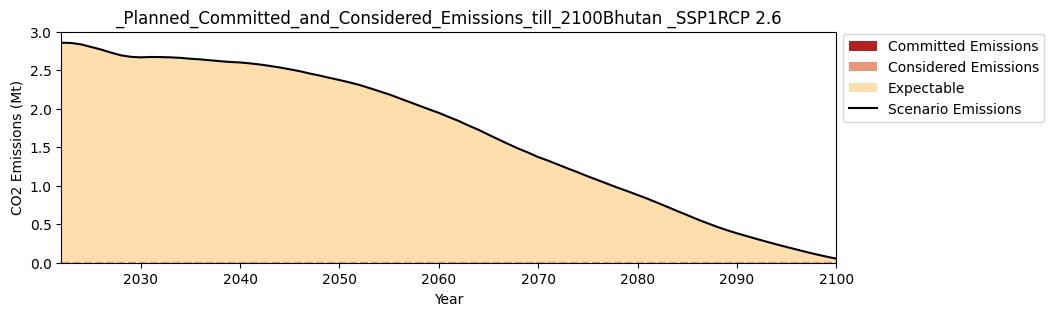 _Planned_Committed_and_Considered_Emissions_till_2100Bhutan _SSP1RCP 2.6
CO2 Emissions (Mt)
3.0
2.5
2.0
1.5
1.0
0.5
0.0
2030 2040 2050 2060 2070 2080 2090 2100
Year
Committed Emissions
Considered Emissions
Expectable
Scenario Emissions